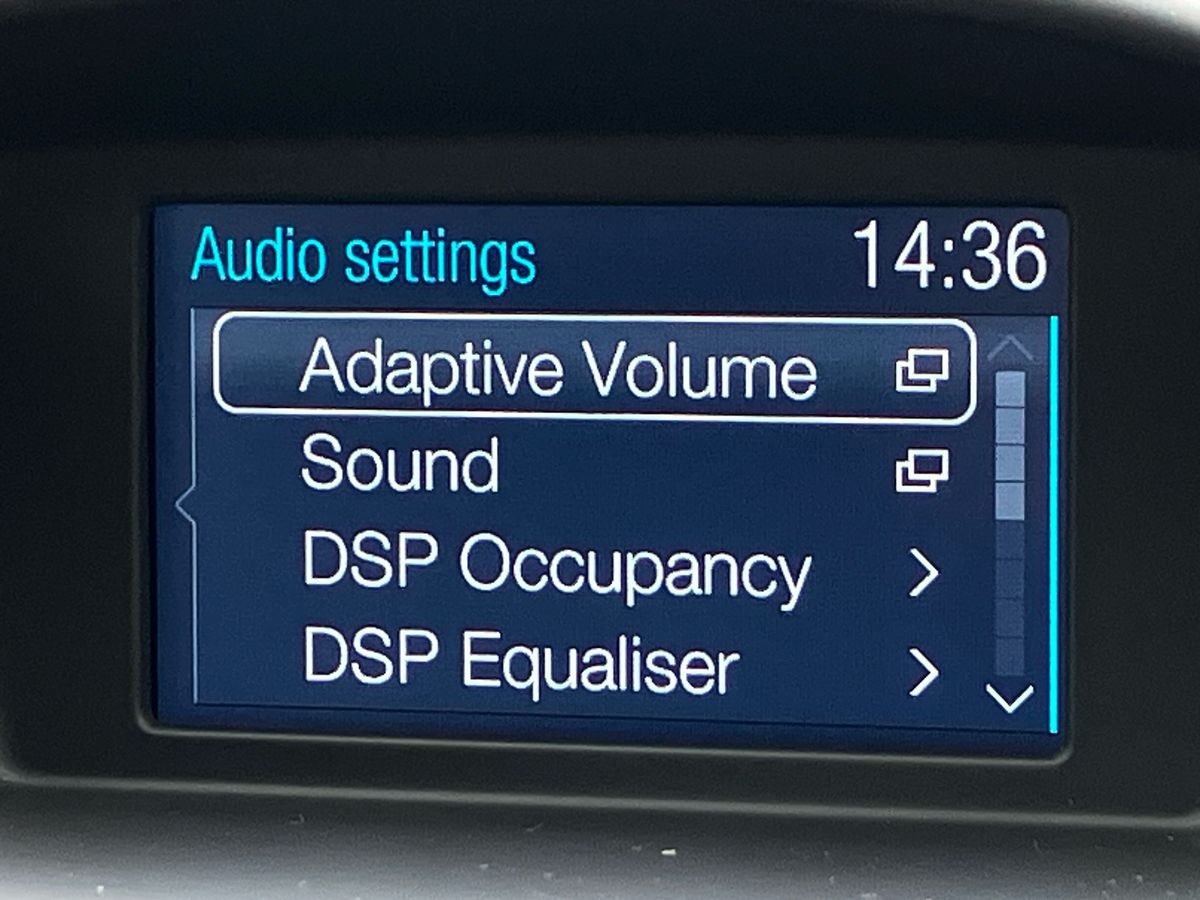 Audio settings 14:36
Adaptive Volume
Sound
DSP Occupancy
DSP Equaliser